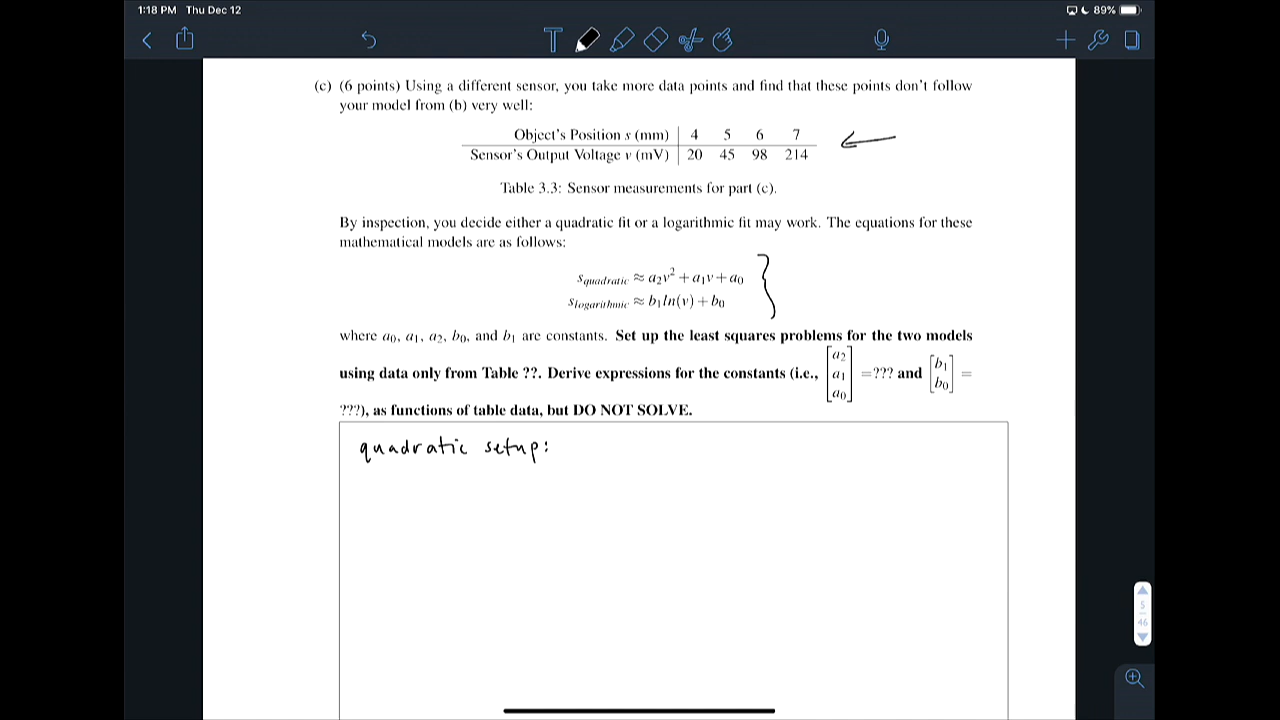 1:18 PM Thu Dec 12
89%
(c) (6 points) Using a different sensor, you take more data points and find that these points don't follow
your model from (b) very well:
Object's Position s (mm) | 4 5 6 7
Sensor's Output Voltage v (mV) | 20 45 98 214
Table 3.3: Sensor measurements for part (c).
By inspection, you decide either a quadratic fit or a logarithmic fit may work. The equations for these
mathematical models are as follows:
s_quadratic ≈ a₂v² + a₁v + a₀
s_logarithmic ≈ b₁ln(v) + b₀
where a₀, a₁, a₂, b₀, and b₁ are constants. Set up the least squares problems for the two models
using data only from Table ??. Derive expressions for the constants (i.e., [a₂ a₁ a₀] =??? and [b₁ b₀] =
???), as functions of table data, but DO NOT SOLVE.
quadratic setup:
5
46